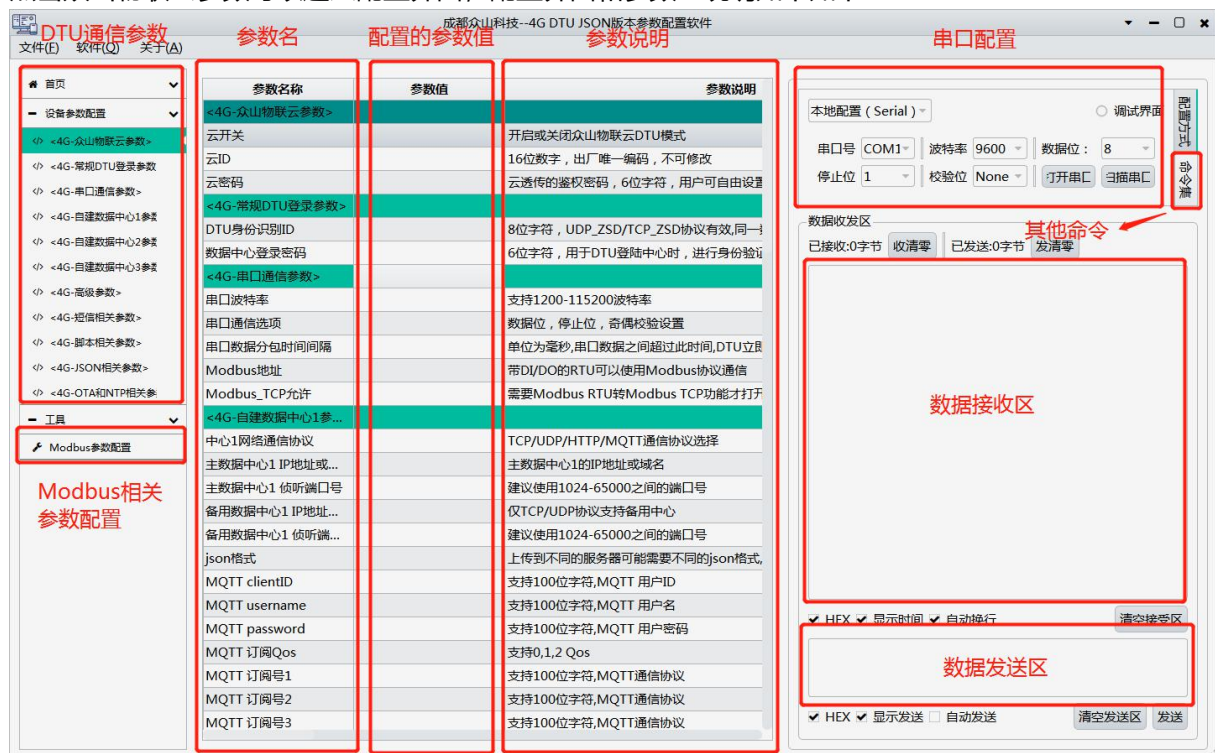 成都众山科技--4G DTU JSON版本参数配置软件
DTU通信参数
参数名
配置的参数值
参数说明
串口配置
文件(F) 软件(Q) 关于(A)
首页
设备参数配置
<4G-众山物联云参数>
<4G-常规DTU登录参数
<4G-串口通信参数>
<4G-自建数据中心1参
<4G-自建数据中心2参
<4G-自建数据中心3参
<4G-高级参数>
<4G-短信相关参数>
<4G-脚本相关参数>
<4G-JSON相关参数>
<4G-OTA和NTP相关参
工具
Modbus参数配置
Modbus相关
参数配置
参数名称 参数值 参数说明
<4G-众山物联云参数>
云开关 开启或关闭众山物联云DTU模式
云ID 16位数字，出厂唯一编码，不可修改
云密码 云透传的鉴权密码，6位字符，用户可自由设置
<4G-常规DTU登录参数>
DTU身份识别ID 8位字符，UDP_ZSD/TCP_ZSD协议有效,同一
数据中心登录密码 6位字符，用于DTU登陆中心时，进行身份验证
<4G-串口通信参数>
串口波特率 支持1200-115200波特率
串口通信选项 数据位，停止位，奇偶校验设置
串口数据分包时间间隔 单位为毫秒,串口数据之间超过此时间,DTU立即
Modbus地址 带DI/DO的RTU可以使用Modbus协议通信
Modbus_TCP允许 需要Modbus RTU转Modbus TCP功能才打开
<4G-自建数据中心1参...
中心1网络通信协议 TCP/UDP/HTTP/MQTT通信协议选择
主数据中心1 IP地址或... 主数据中心1的IP地址或域名
主数据中心1 侦听端口号 建议使用1024-65000之间的端口号
备用数据中心1 IP地址... 仅TCP/UDP协议支持备用中心
备用数据中心1 侦听端... 建议使用1024-65000之间的端口号
json格式 上传到不同的服务器可能需要不同的json格式,
MQTT clientID 支持100位字符,MQTT 用户ID
MQTT username 支持100位字符,MQTT 用户名
MQTT password 支持100位字符,MQTT 用户密码
MQTT 订阅Qos 支持0,1,2 Qos
MQTT 订阅号1 支持100位字符,MQTT通信协议
MQTT 订阅号2 支持100位字符,MQTT通信协议
MQTT 订阅号3 支持100位字符,MQTT通信协议
本地配置 ( Serial ) 调试界面
串口号 COM1 波特率 9600 数据位： 8
停止位 1 校验位 None 打开串口 扫描串口
配置方式
命令集
其他命令
数据收发区
已接收:0字节 收清零 已发送:0字节 发清零
数据接收区
HEX 显示时间 自动换行 清空接受区
数据发送区
HEX 显示发送 自动发送 清空发送区 发送